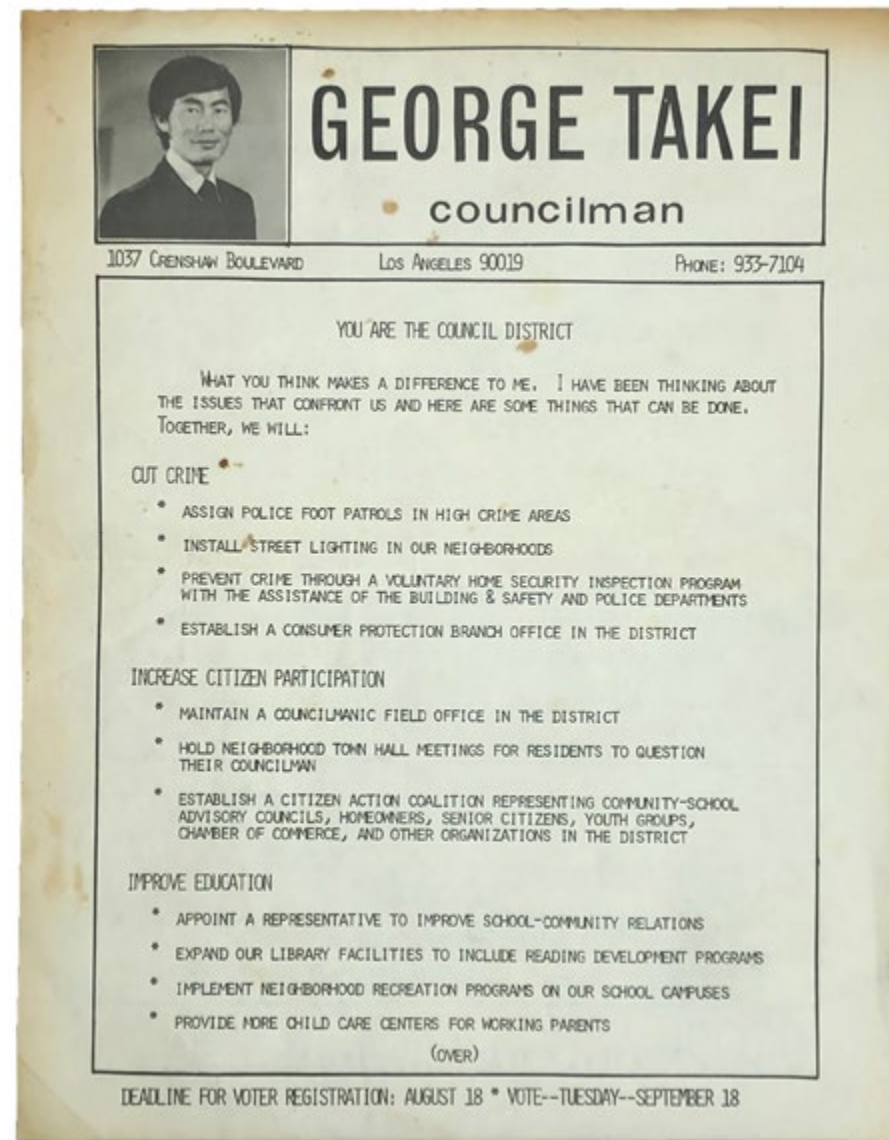 GEORGE TAKEI
councilman
1037 CRENSHAW BOULEVARD LOS ANGELES 90019 PHONE: 933-7104
YOU ARE THE COUNCIL DISTRICT
WHAT YOU THINK MAKES A DIFFERENCE TO ME. I HAVE BEEN THINKING ABOUT
THE ISSUES THAT CONFRONT US AND HERE ARE SOME THINGS THAT CAN BE DONE.
TOGETHER, WE WILL:
CUT CRIME
* ASSIGN POLICE FOOT PATROLS IN HIGH CRIME AREAS
* INSTALL STREET LIGHTING IN OUR NEIGHBORHOODS
* PREVENT CRIME THROUGH A VOLUNTARY HOME SECURITY INSPECTION PROGRAM
WITH THE ASSISTANCE OF THE BUILDING & SAFETY AND POLICE DEPARTMENTS
* ESTABLISH A CONSUMER PROTECTION BRANCH OFFICE IN THE DISTRICT
INCREASE CITIZEN PARTICIPATION
* MAINTAIN A COUNCILMANIC FIELD OFFICE IN THE DISTRICT
* HOLD NEIGHBORHOOD TOWN HALL MEETINGS FOR RESIDENTS TO QUESTION
THEIR COUNCILMAN
* ESTABLISH A CITIZEN ACTION COALITION REPRESENTING COMMUNITY-SCHOOL
ADVISORY COUNCILS, HOMEOWNERS, SENIOR CITIZENS, YOUTH GROUPS,
CHAMBER OF COMMERCE, AND OTHER ORGANIZATIONS IN THE DISTRICT
IMPROVE EDUCATION
* APPOINT A REPRESENTATIVE TO IMPROVE SCHOOL-COMMUNITY RELATIONS
* EXPAND OUR LIBRARY FACILITIES TO INCLUDE READING DEVELOPMENT PROGRAMS
* IMPLEMENT NEIGHBORHOOD RECREATION PROGRAMS ON OUR SCHOOL CAMPUSES
* PROVIDE MORE CHILD CARE CENTERS FOR WORKING PARENTS
(OVER)
DEADLINE FOR VOTER REGISTRATION: AUGUST 18 * VOTE--TUESDAY--SEPTEMBER 18